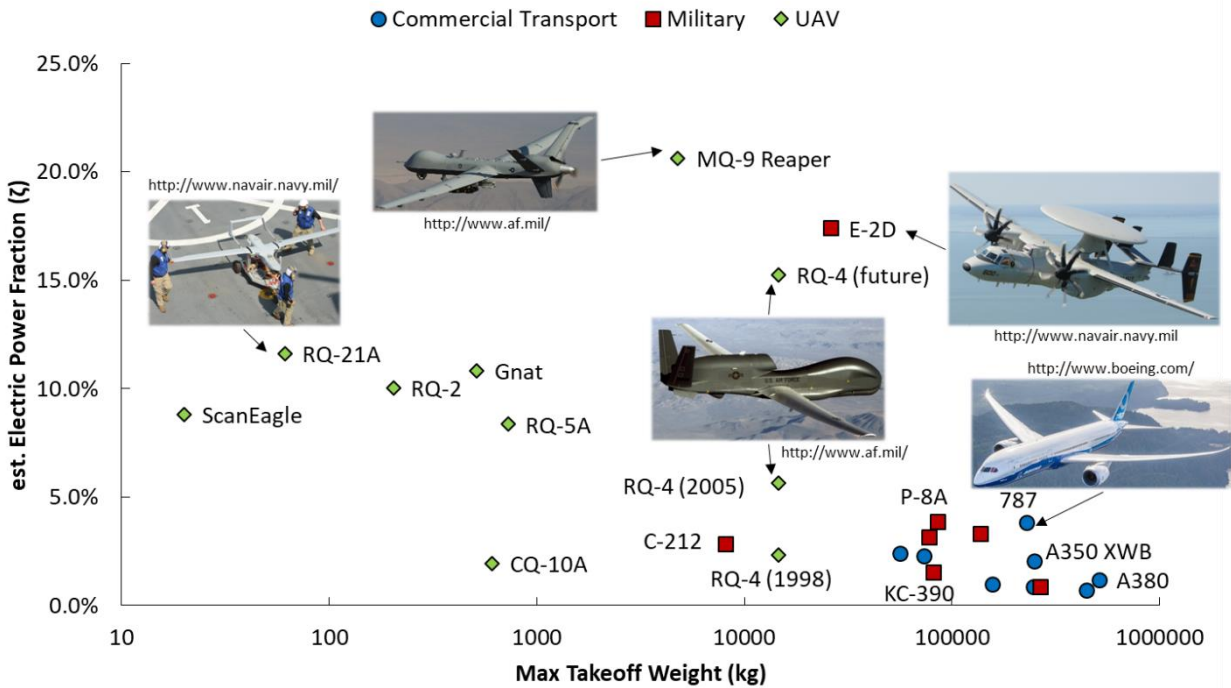 Commercial Transport Military UAV
25.0%
20.0%
15.0%
10.0%
5.0%
0.0%
est. Electric Power Fraction (ζ)
10 100 1000 10000 100000 1000000
Max Takeoff Weight (kg)
http://www.navair.navy.mil/
http://www.af.mil/
MQ-9 Reaper
E-2D
RQ-4 (future)
http://www.navair.navy.mil
http://www.boeing.com/
RQ-21A
RQ-2
Gnat
ScanEagle
RQ-5A
U.S. AIR FORCE
http://www.af.mil/
RQ-4 (2005)
P-8A
787
C-212
A350 XWB
CQ-10A
RQ-4 (1998)
KC-390
A380